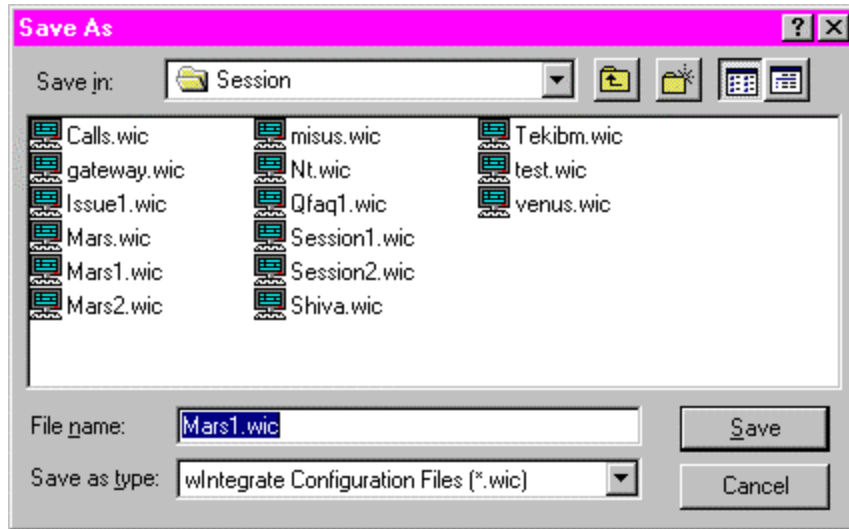 Save As
Save in: Session
Calls.wic misus.wic Tekibm.wic
gateway.wic Nt.wic test.wic
Issue1.wic Qfaq1.wic venus.wic
Mars.wic Session1.wic
Mars1.wic Session2.wic
Mars2.wic Shiva.wic
File name: Mars1.wic Save
Save as type: wIntegrate Configuration Files (*.wic) Cancel